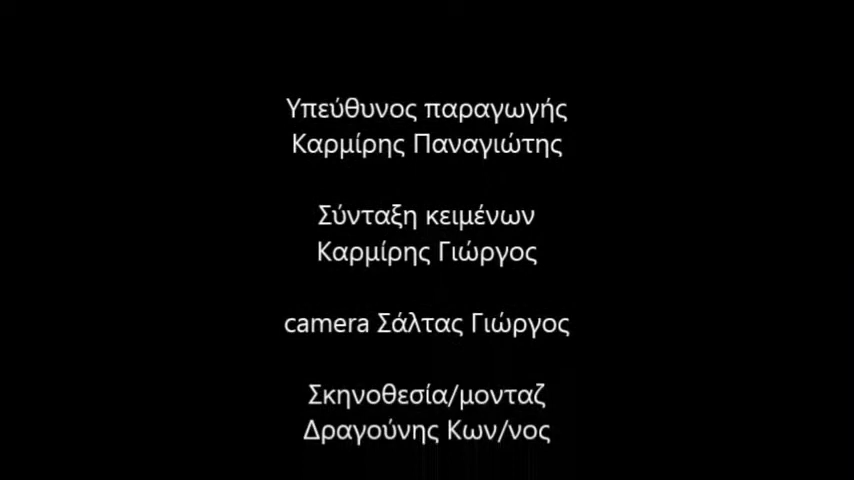 Υπεύθυνος παραγωγής
Καρμίρης Παναγιώτης
Σύνταξη κειμένων
Καρμίρης Γιώργος
camera Σάλτας Γιώργος
Σκηνοθεσία/μονταζ
Δραγούνης Κων/νος